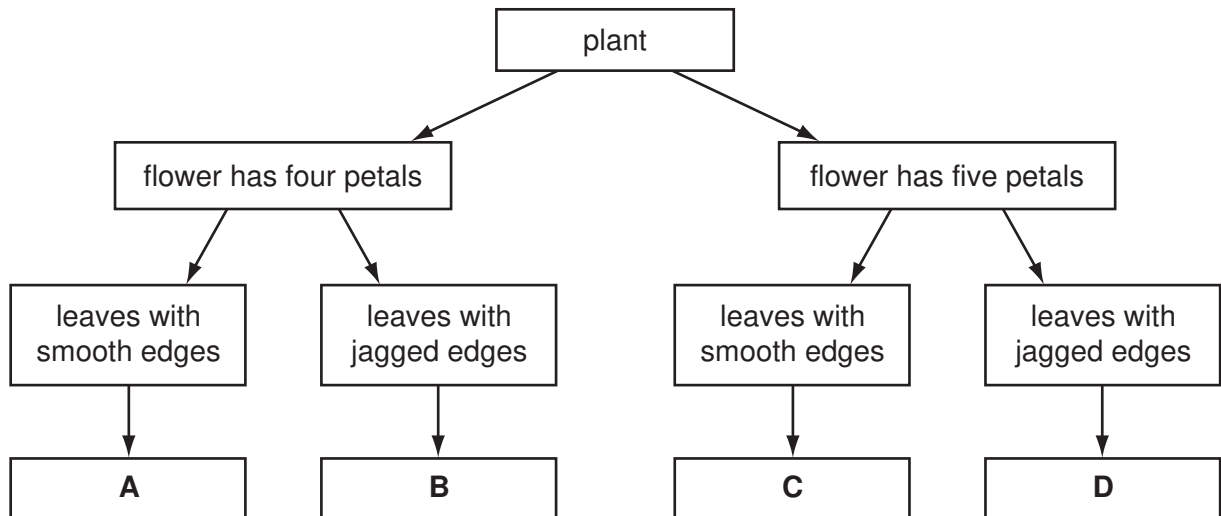 plant
flower has four petals
flower has five petals
leaves with
smooth edges
leaves with
jagged edges
leaves with
smooth edges
leaves with
jagged edges
A
B
C
D